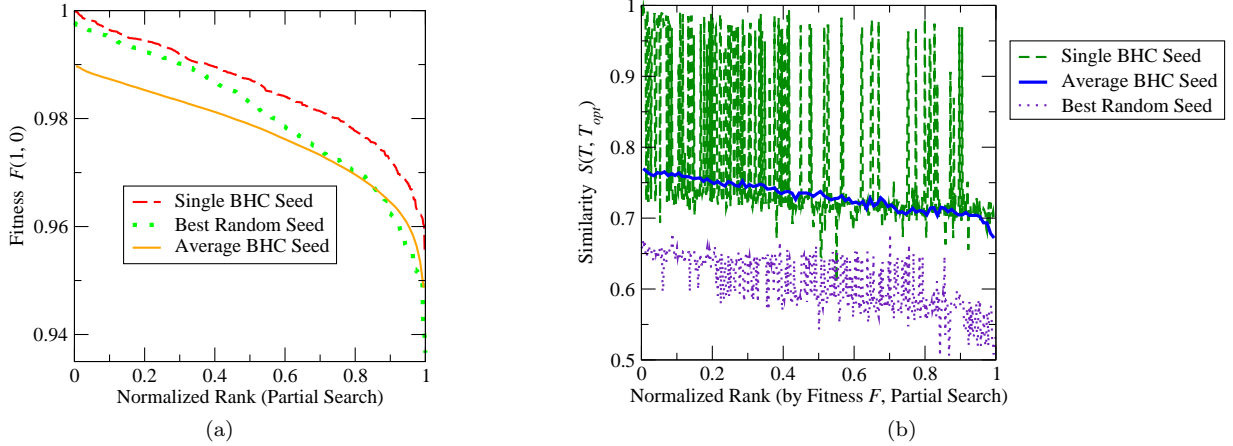 1
0.98
0.96
0.94
Fitness F(1, 0)
Single BHC Seed
Best Random Seed
Average BHC Seed
0 0.2 0.4 0.6 0.8 1
Normalized Rank (Partial Search)
(a)
1
0.9
0.8
0.7
0.6
0.5
Similarity S(T, T_opt)
0 0.2 0.4 0.6 0.8 1
Normalized Rank (by Fitness F, Partial Search)
Single BHC Seed
Average BHC Seed
Best Random Seed
(b)